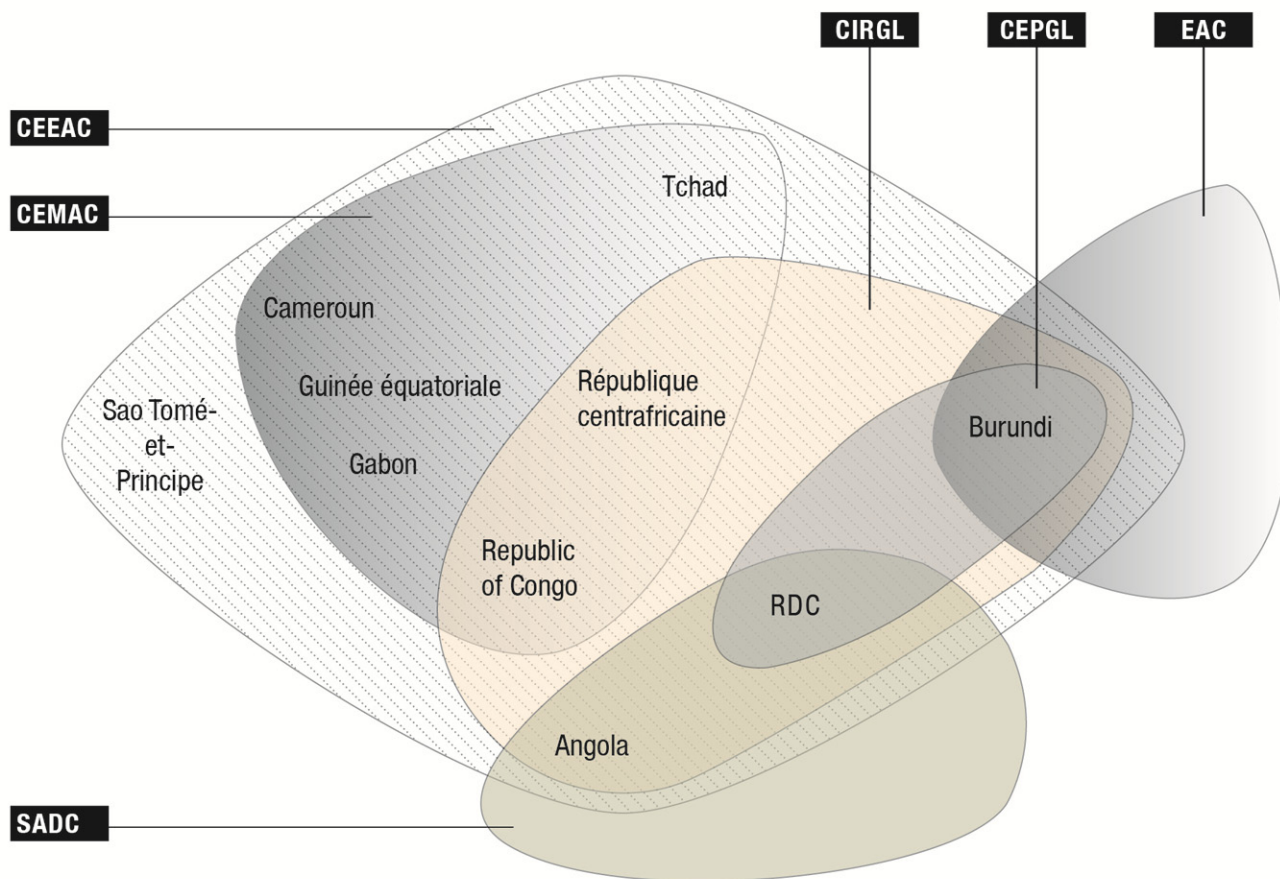 CIRGL
CEPGL
EAC
CEEAC
CEMAC
Tchad
Cameroun
Guinée équatoriale
Gabon
Sao Tomé-
et-
Principe
République
centrafricaine
Burundi
Republic
of Congo
RDC
Angola
SADC